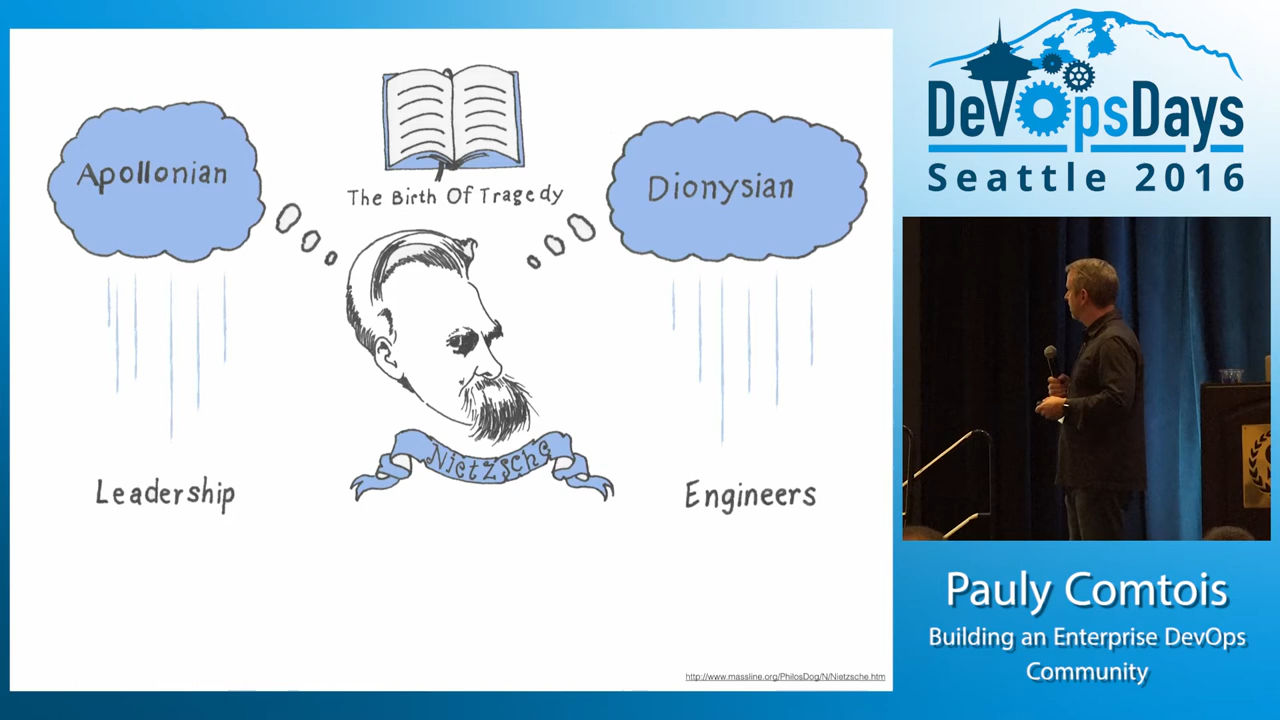 Apollonian
The Birth Of Tragedy
Dionysian
Nietzsche
Leadership
Engineers
http://www.massline.org/PhilosDog/N/Nietzsche.htm
DevOpsDays
Seattle 2016
Pauly Comtois
Building an Enterprise DevOps
Community